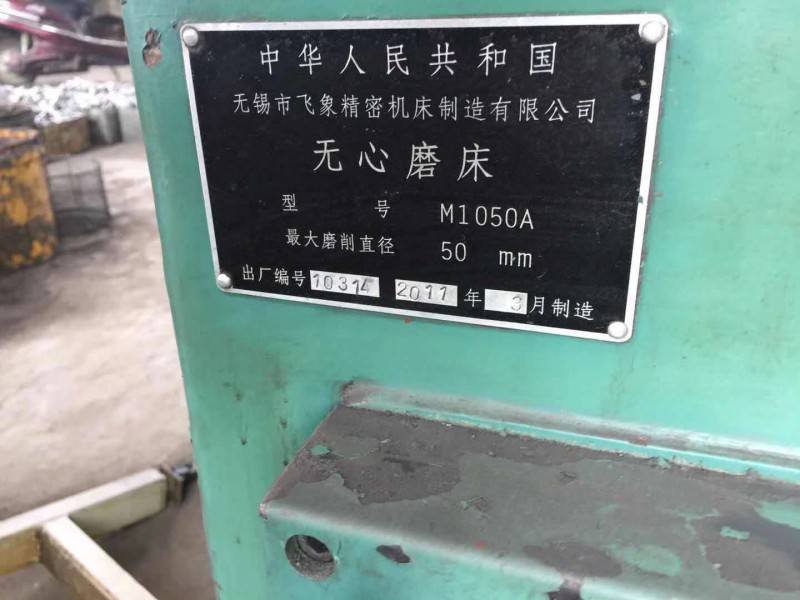 中华人民共和国
无锡市飞象精密机床制造有限公司
无心磨床
型 号 M1050A
最大磨削直径 50 mm
出厂编号 10314 2011 年 3 月制造